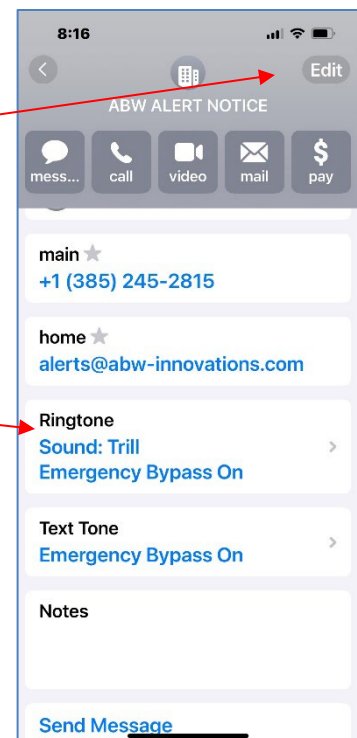 8:16
Edit
ABW ALERT NOTICE
mess...
call
video
mail
$
pay
main
+1 (385) 245-2815
home
alerts@abw-innovations.com
Ringtone
Sound: Trill
Emergency Bypass On
Text Tone
Emergency Bypass On
Notes
Send Message